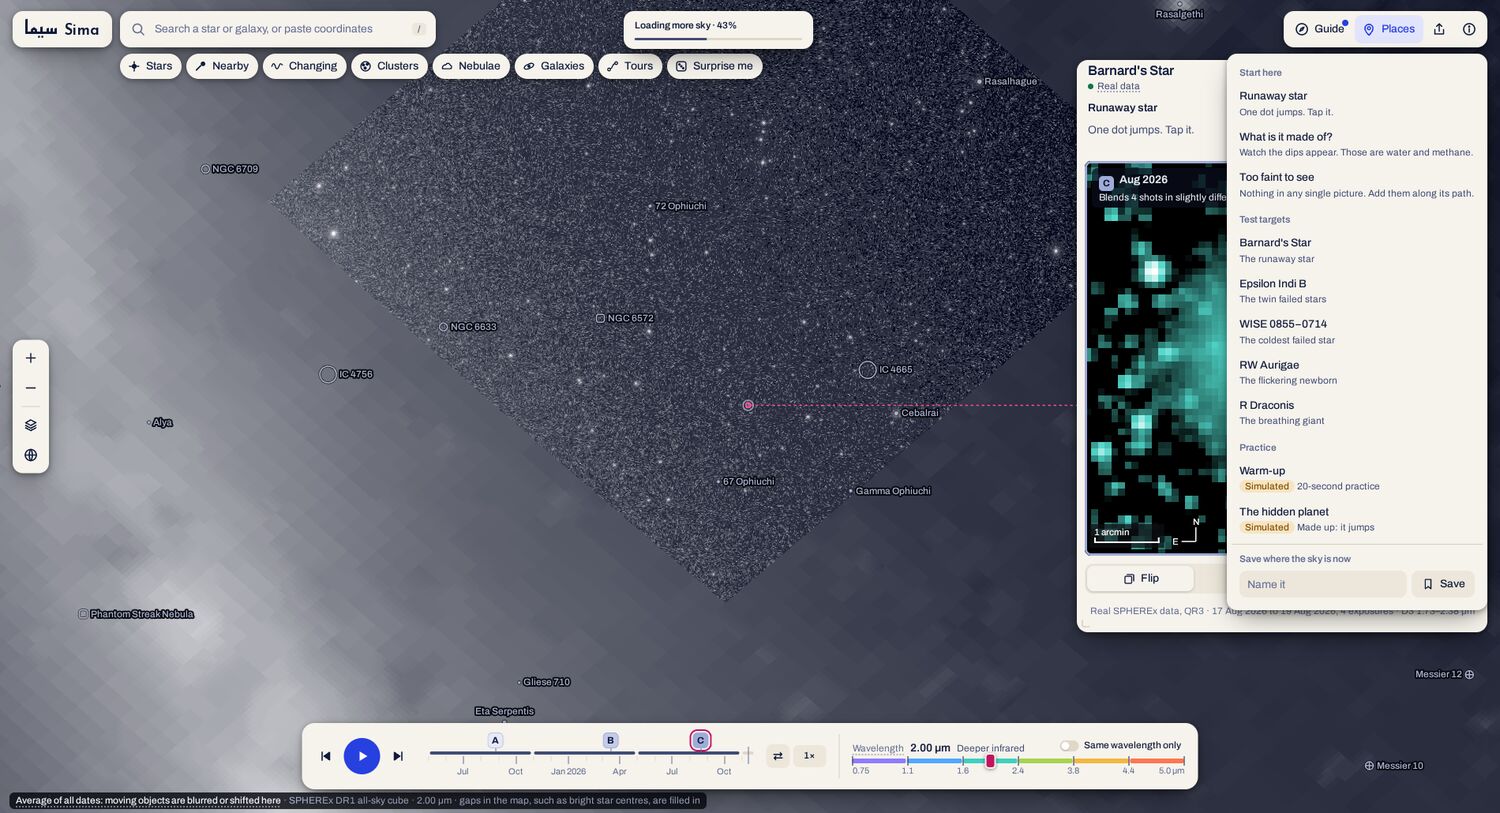 سيما Sima
Search a star or galaxy, or paste coordinates /
Loading more sky · 43%
Guide
Places
Stars
Nearby
Changing
Clusters
Nebulae
Galaxies
Tours
Surprise me
Rasalgethi
Rasalhague
NGC 6709
72 Ophiuchi
NGC 6633
NGC 6572
IC 4756
IC 4665
Cebalrai
Alya
67 Ophiuchi
Gamma Ophiuchi
Phantom Streak Nebula
Gliese 710
Eta Serpentis
Messier 12
Messier 10
Barnard's Star
Real data
Runaway star
One dot jumps. Tap it.
C Aug 2026
Blends 4 shots in slightly diffe
1 arcmin
N
E
Flip
Real SPHEREx data, QR3 · 17 Aug 2026 to 19 Aug 2026, 4 exposures · D3 1.73–2.38 µm
Start here
Runaway star
One dot jumps. Tap it.
What is it made of?
Watch the dips appear. Those are water and methane.
Too faint to see
Nothing in any single picture. Add them along its path.
Test targets
Barnard's Star
The runaway star
Epsilon Indi B
The twin failed stars
WISE 0855−0714
The coldest failed star
RW Aurigae
The flickering newborn
R Draconis
The breathing giant
Practice
Warm-up
Simulated 20-second practice
The hidden planet
Simulated Made up: it jumps
Save where the sky is now
Name it
Save
A B C
Jul Oct Jan 2026 Apr Jul Oct
1×
Wavelength 2.00 µm Deeper infrared
Same wavelength only
0.75 1.1 1.6 2.4 3.8 4.4 5.0 µm
Average of all dates: moving objects are blurred or shifted here · SPHEREx DR1 all-sky cube · 2.00 µm · gaps in the map, such as bright star centres, are filled in